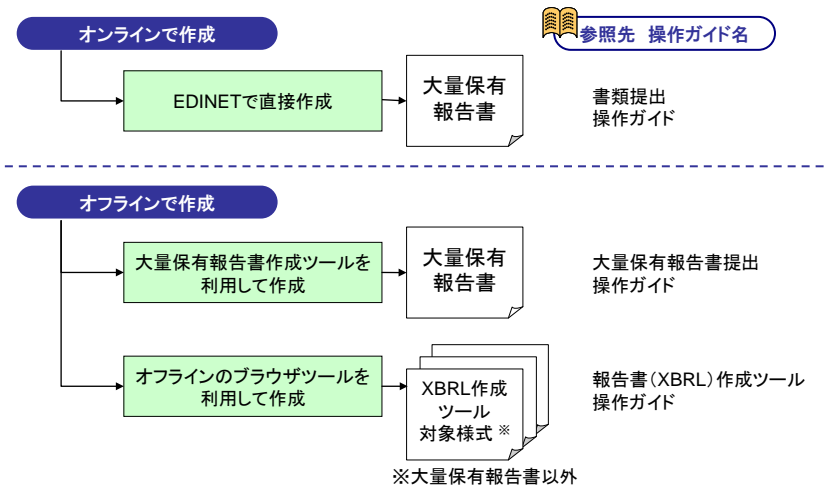 オンラインで作成
参照先 操作ガイド名
EDINETで直接作成
大量保有
報告書
書類提出
操作ガイド
オフラインで作成
大量保有報告書作成ツールを
利用して作成
大量保有
報告書
大量保有報告書提出
操作ガイド
オフラインのブラウザツールを
利用して作成
XBRL作成
ツール
対象様式 ※
報告書(XBRL)作成ツール
操作ガイド
※大量保有報告書以外